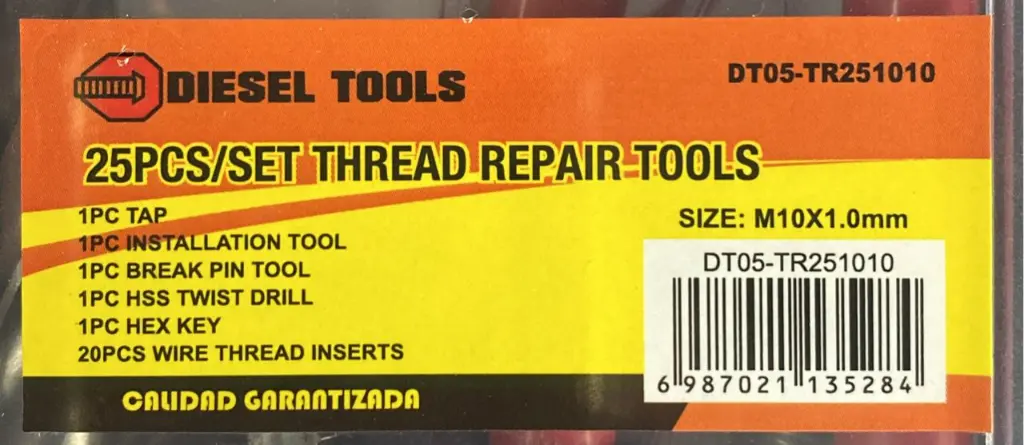 DIESEL TOOLS
DT05-TR251010
25PCS/SET THREAD REPAIR TOOLS
1PC TAP
1PC INSTALLATION TOOL
1PC BREAK PIN TOOL
1PC HSS TWIST DRILL
1PC HEX KEY
20PCS WIRE THREAD INSERTS
SIZE: M10X1.0mm
DT05-TR251010
6 987021 135284
CALIDAD GARANTIZADA